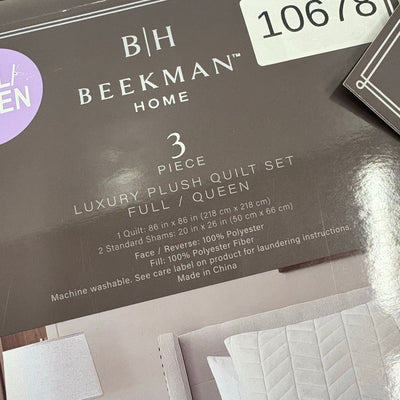 10678
B|H
BEEKMAN™
HOME
3
PIECE
LUXURY PLUSH QUILT SET
FULL / QUEEN
1 Quilt: 86 in x 86 in (218 cm x 218 cm)
2 Standard Shams: 20 in x 26 in (50 cm x 66 cm)
Face / Reverse: 100% Polyester
Fill: 100% Polyester Fiber
Machine washable. See care label on product for laundering instructions.
Made in China